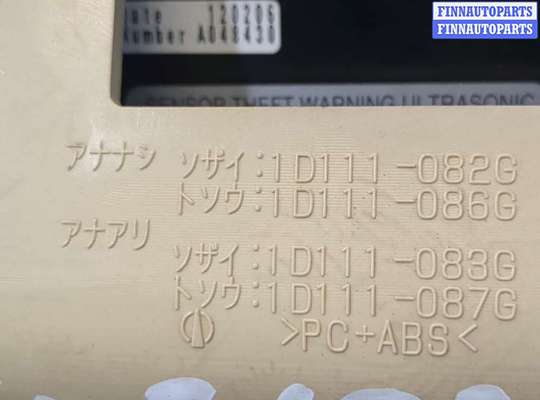 FINNAUTOPARTS
FINNAUTOPARTS
Date 120206
Number A048430
SENSOR THEFT WARNING ULTRASONIC
アナナシ ソザイ:1D111-082G
トソウ:1D111-086G
アナアリ
ソザイ:1D111-083G
トソウ:1D111-087G
>PC+ABS<